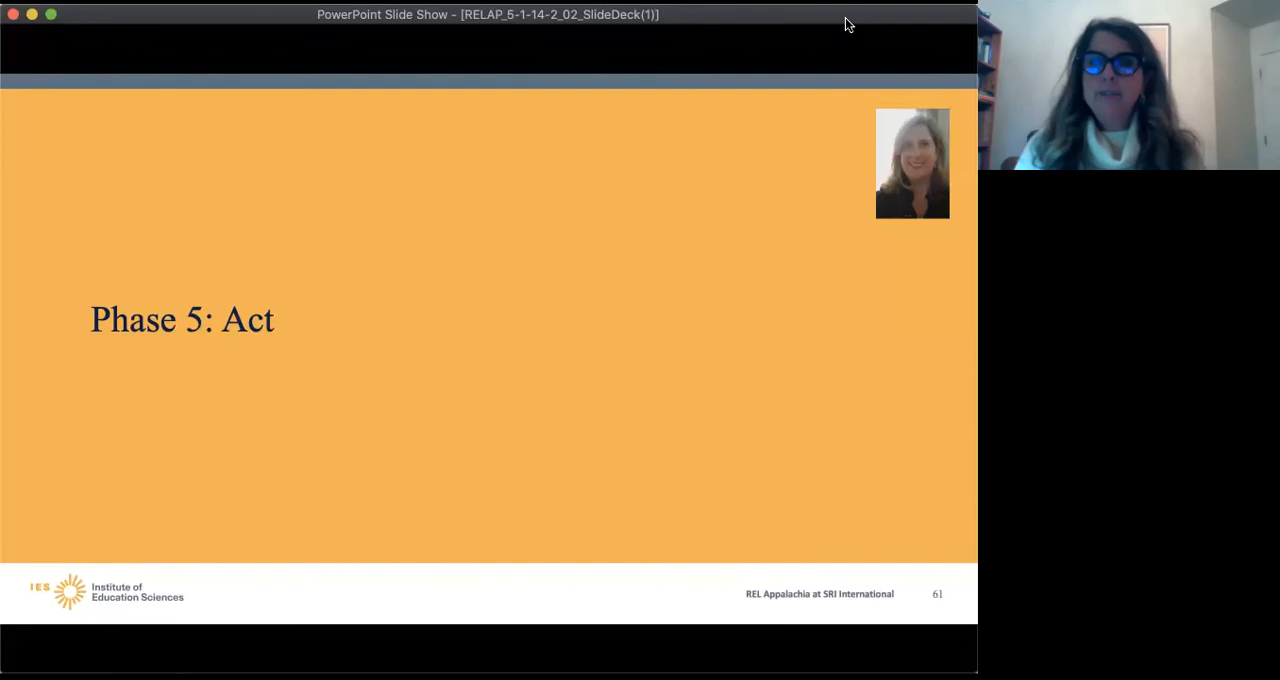 PowerPoint Slide Show - [RELAP_5-1-14-2_02_SlideDeck(1)]
Phase 5: Act
IES
Institute of
Education Sciences
REL Appalachia at SRI International
61